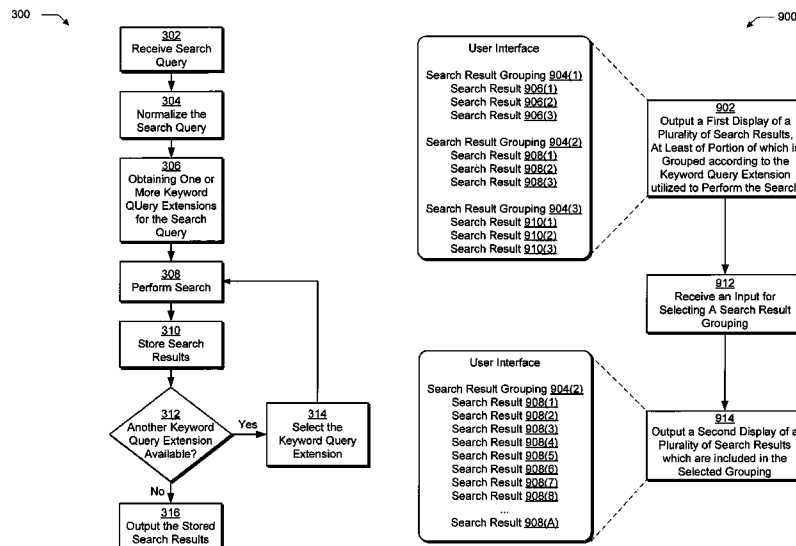 300
302
Receive Search
Query
304
Normalize the
Search Query
306
Obtaining One or
More Keyword
QUery Extensions
for the Search
Query
308
Perform Search
310
Store Search
Results
312
Another Keyword
Query Extension
Available?
Yes
314
Select the
Keyword Query
Extension
No
316
Output the Stored
Search Results
900
User Interface
Search Result Grouping 904(1)
Search Result 906(1)
Search Result 906(2)
Search Result 906(3)
Search Result Grouping 904(2)
Search Result 908(1)
Search Result 908(2)
Search Result 908(3)
Search Result Grouping 904(3)
Search Result 910(1)
Search Result 910(2)
Search Result 910(3)
902
Output a First Display of a
Plurality of Search Results,
At Least of Portion of which is
Grouped according to the
Keyword Query Extension
utilized to Perform the Search
912
Receive an Input for
Selecting A Search Result
Grouping
User Interface
Search Result Grouping 904(2)
Search Result 908(1)
Search Result 908(2)
Search Result 908(3)
Search Result 908(4)
Search Result 908(5)
Search Result 908(6)
Search Result 908(7)
Search Result 908(8)
...
Search Result 908(A)
914
Output a Second Display of a
Plurality of Search Results
which are included in the
Selected Grouping